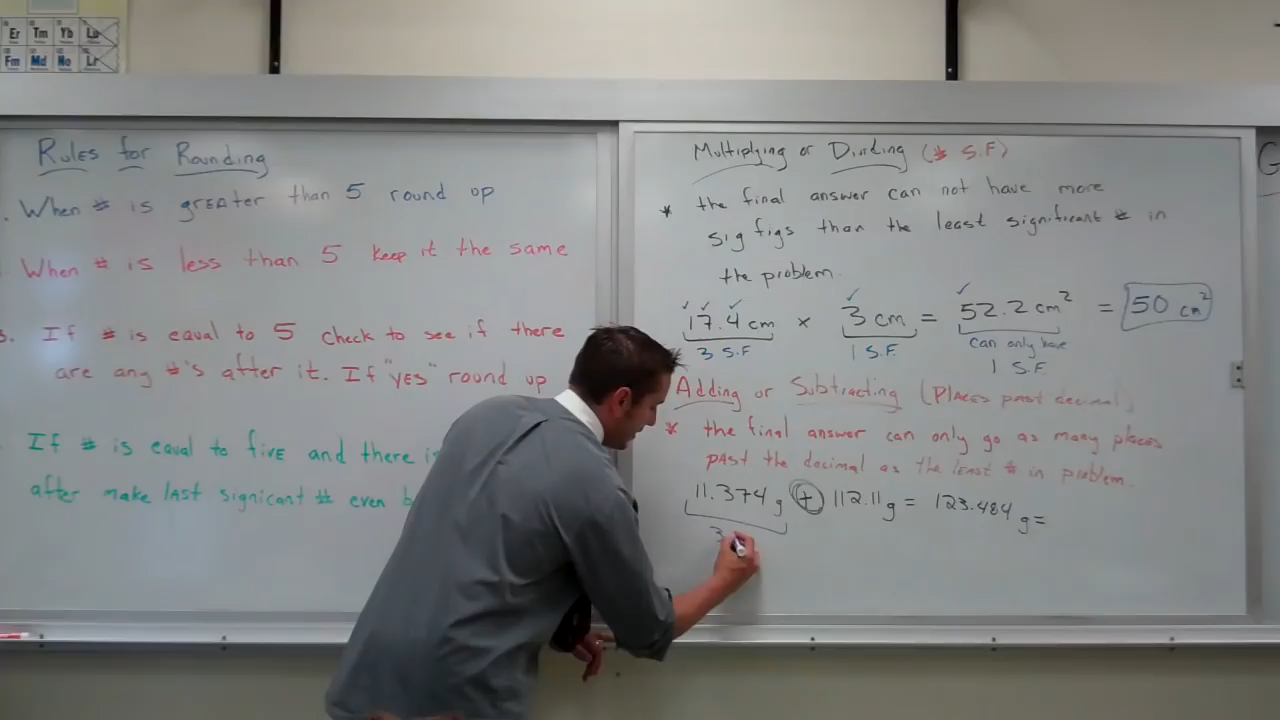 Er Tm Yb Lu
Fm Md No Lr
Rules for Rounding
. When # is greater than 5 round up
When # is less than 5 keep it the same
3. If # is equal to 5 check to see if there
are any #'s after it. If "yes" round up
If # is equal to five and there i
after make last signicant # even b
Multiplying or Dividing (# S.F)
* the final answer can not have more
sig figs than the least significant # in
the problem.
17.4 cm × 3 cm = 52.2 cm² = 50 cm²
3 S.F 1 S.F. can only have
1 S.F.
Adding or Subtracting (Places past decimal)
* the final answer can only go as many places
past the decimal as the least # in problem.
11.374 g + 112.11 g = 123.484 g =
3
G